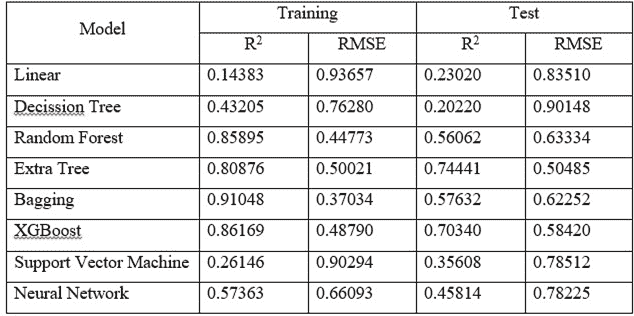 Model Training Test
R² RMSE R² RMSE
Linear 0.14383 0.93657 0.23020 0.83510
Decission Tree 0.43205 0.76280 0.20220 0.90148
Random Forest 0.85895 0.44773 0.56062 0.63334
Extra Tree 0.80876 0.50021 0.74441 0.50485
Bagging 0.91048 0.37034 0.57632 0.62252
XGBoost 0.86169 0.48790 0.70340 0.58420
Support Vector Machine 0.26146 0.90294 0.35608 0.78512
Neural Network 0.57363 0.66093 0.45814 0.78225